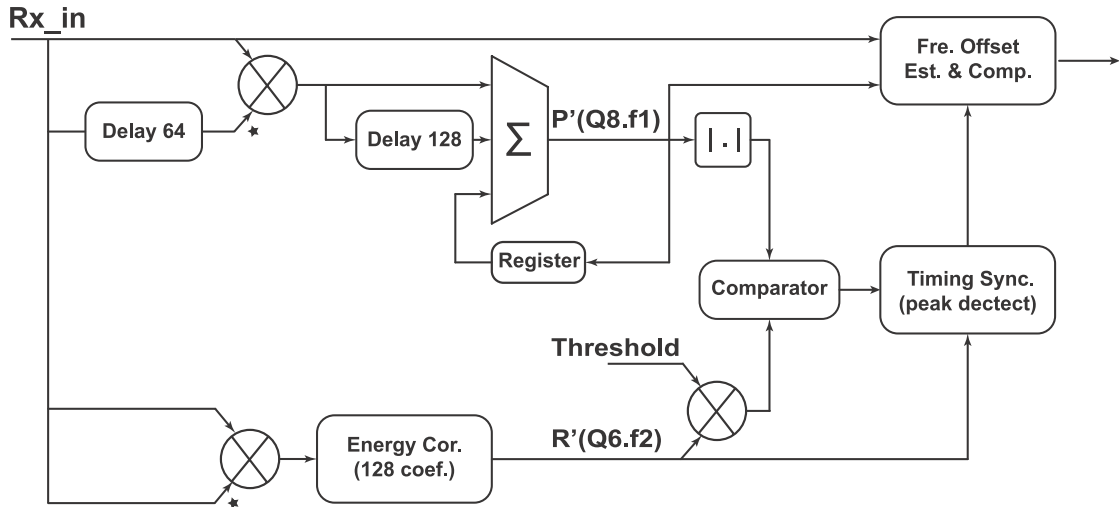 Rx_in
Fre. Offset
Est. & Comp.
Delay 64
Delay 128
Σ
P'(Q8.f1)
|.|
Register
Comparator
Timing Sync.
(peak dectect)
Threshold
Energy Cor.
(128 coef.)
R'(Q6.f2)